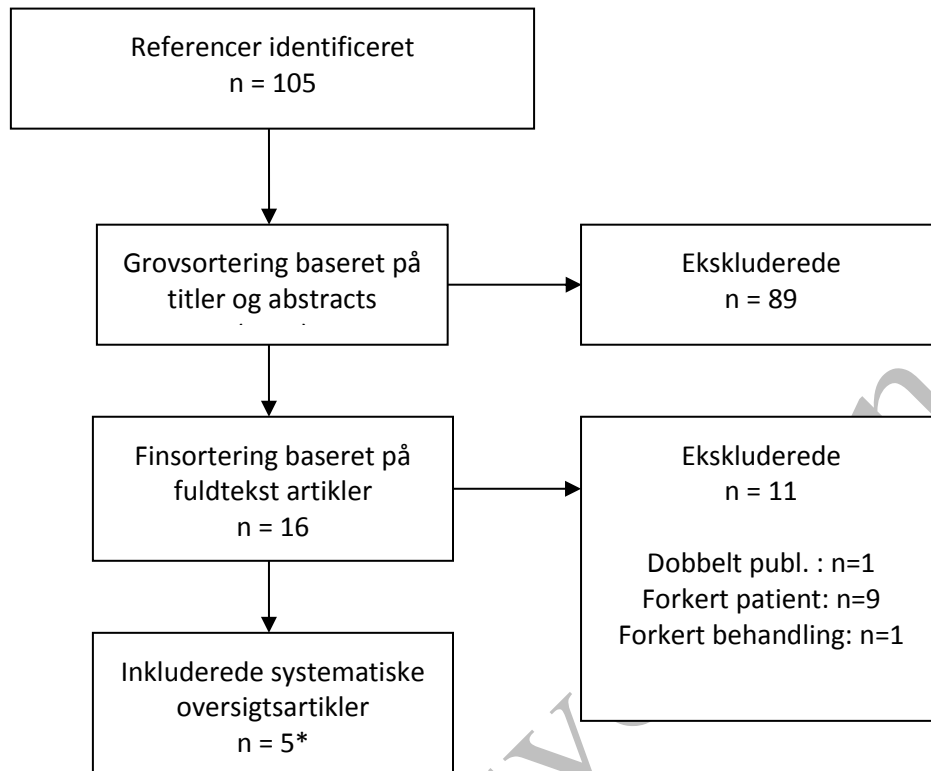 Referencer identificeret
n = 105
Grovsortering baseret på
titler og abstracts
Ekskluderede
n = 89
Finsortering baseret på
fuldtekst artikler
n = 16
Ekskluderede
n = 11
Dobbelt publ. : n=1
Forkert patient: n=9
Forkert behandling: n=1
Inkluderede systematiske
oversigtsartikler
n = 5*